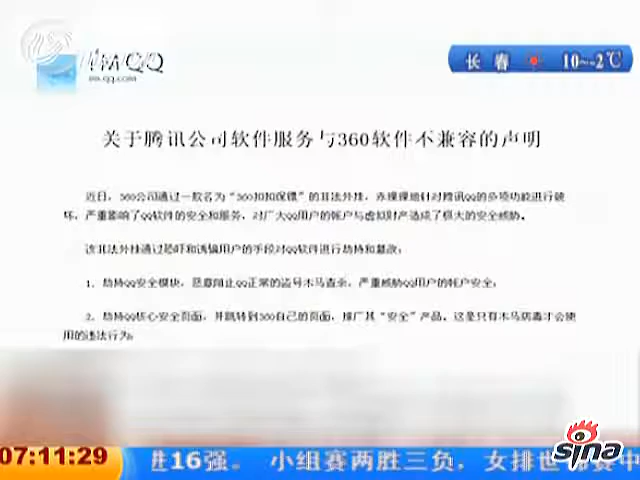 I'M QQ
im.qq.com
长春 10~-2℃
关于腾讯公司软件服务与360软件不兼容的声明
近日，360公司通过一款名为“360扣扣保镖”的非法外挂，赤裸裸地针对腾讯QQ的多项功能进行破
坏，严重影响了QQ软件的安全和服务，对广大QQ用户的帐户与虚拟财产造成了极大的安全威胁。
该非法外挂通过恐吓和诱骗用户的手段对QQ软件进行劫持和篡改：
1、劫持QQ安全模块，恶意阻止QQ正常的盗号木马查杀，严重威胁QQ用户的帐户安全；
2、劫持QQ核心安全页面，并跳转到360自己的页面，推广其“安全”产品。这是只有木马病毒才会使
用的违法行为；
sina
07:11:29 进16强。 小组赛两胜三负，女排世锦赛中